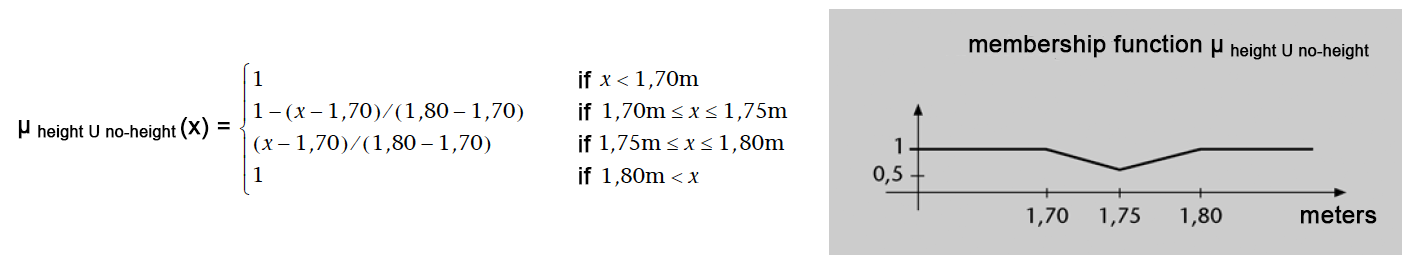 μ height U no-height (x) =
1 if x < 1,70m
1 – (x – 1,70)/(1,80 – 1,70) if 1,70m ≤ x ≤ 1,75m
(x – 1,70)/(1,80 – 1,70) if 1,75m ≤ x ≤ 1,80m
1 if 1,80m < x
membership function μ height U no-height
1
0,5
1,70 1,75 1,80 meters